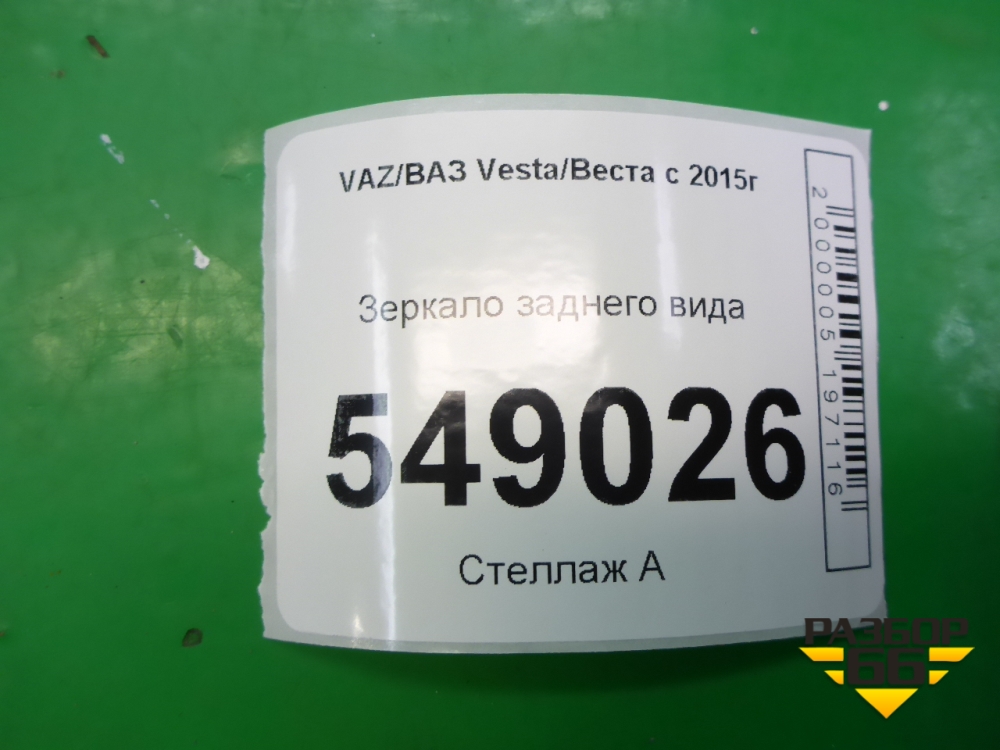 VAZ/ВАЗ Vesta/Веста с 2015г
Зеркало заднего вида
549026
Стеллаж А
2000005197116
РАЗБОР
66